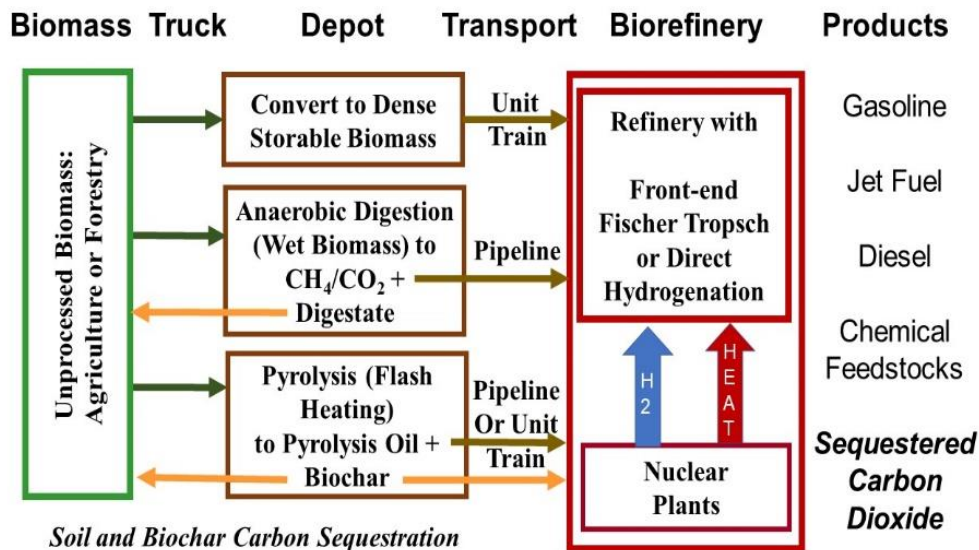 Biomass Truck Depot Transport Biorefinery Products
Unprocessed Biomass:
Agriculture or Forestry
Convert to Dense
Storable Biomass
Anaerobic Digestion
(Wet Biomass) to
CH₄/CO₂ +
Digestate
Pyrolysis (Flash
Heating)
to Pyrolysis Oil +
Biochar
Unit
Train
Pipeline
Pipeline
Or Unit
Train
Refinery with
Front-end
Fischer Tropsch
or Direct
Hydrogenation
H2
HEAT
Nuclear
Plants
Gasoline
Jet Fuel
Diesel
Chemical
Feedstocks
Sequestered
Carbon
Dioxide
Soil and Biochar Carbon Sequestration